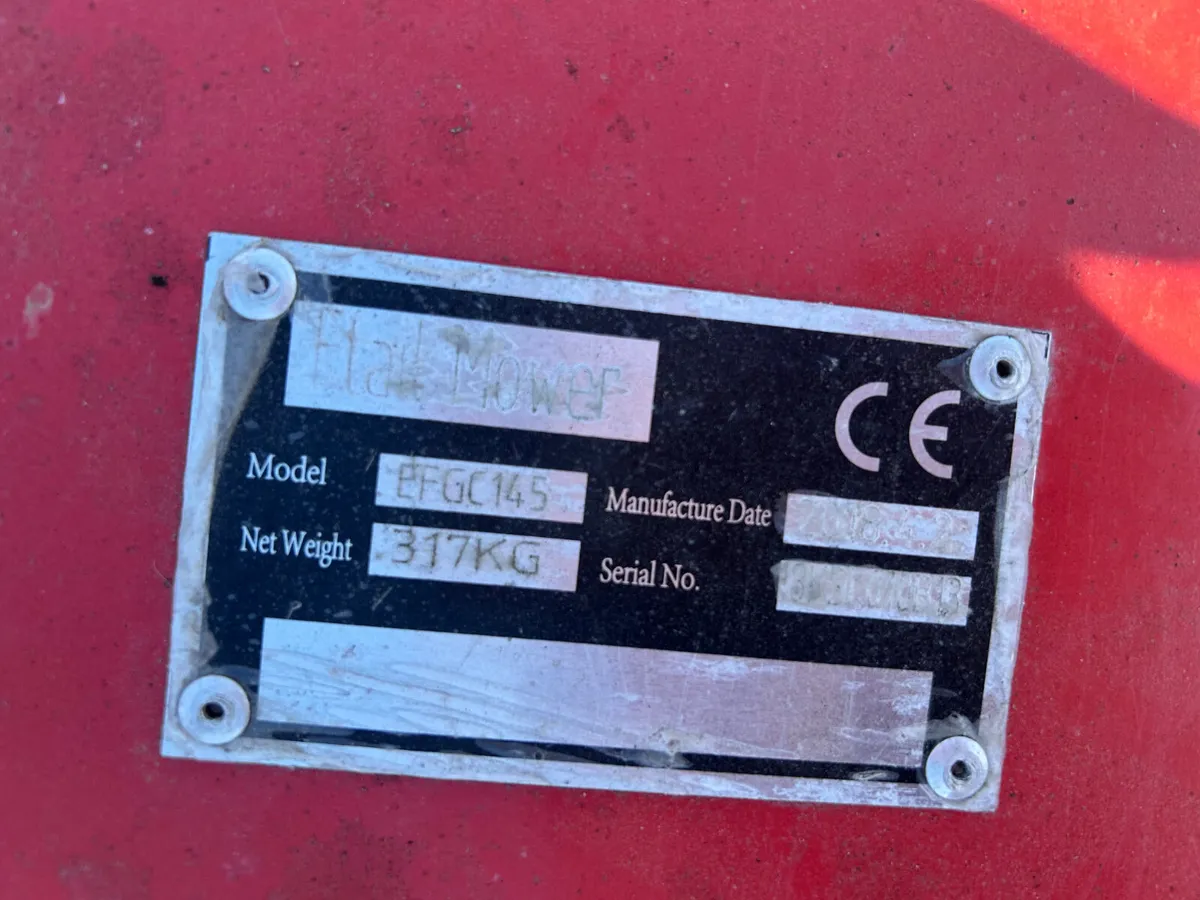 Flail Mower
CE
Model EFGC145 Manufacture Date
Net Weight 317KG Serial No.